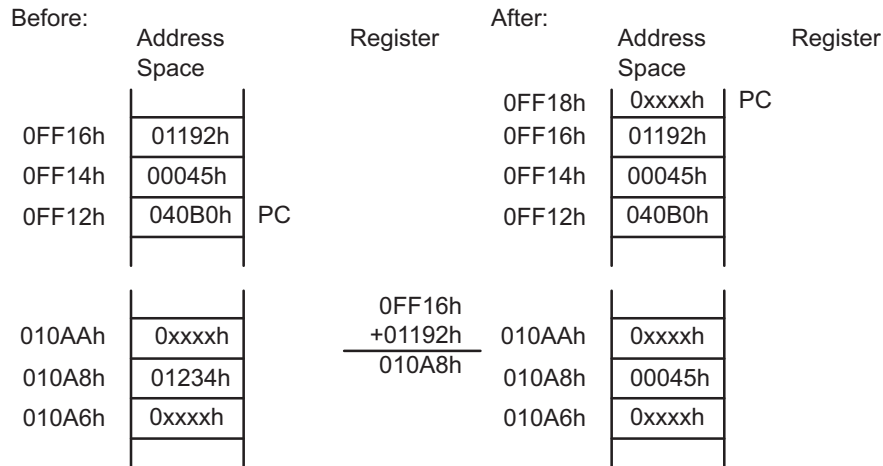 Before:
Address Space
Register
0FF16h 01192h
0FF14h 00045h
0FF12h 040B0h PC
010AAh 0xxxxh
010A8h 01234h
010A6h 0xxxxh
0FF16h
+01192h
010A8h
After:
Address Space
Register
0FF18h 0xxxxh PC
0FF16h 01192h
0FF14h 00045h
0FF12h 040B0h
010AAh 0xxxxh
010A8h 00045h
010A6h 0xxxxh